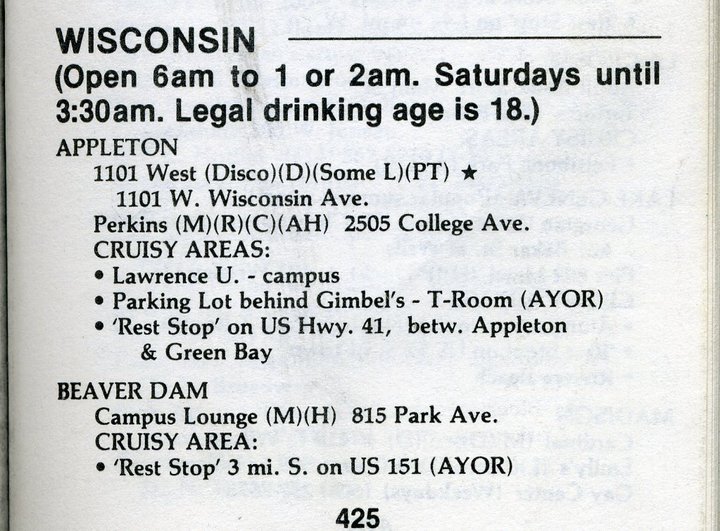 WISCONSIN
(Open 6am to 1 or 2am. Saturdays until
3:30am. Legal drinking age is 18.)
APPLETON
1101 West (Disco)(D)(Some L)(PT) ★
1101 W. Wisconsin Ave.
Perkins (M)(R)(C)(AH) 2505 College Ave.
CRUISY AREAS:
• Lawrence U. - campus
• Parking Lot behind Gimbel's - T-Room (AYOR)
• 'Rest Stop' on US Hwy. 41, betw. Appleton
& Green Bay
BEAVER DAM
Campus Lounge (M)(H) 815 Park Ave.
CRUISY AREA:
• 'Rest Stop' 3 mi. S. on US 151 (AYOR)
425